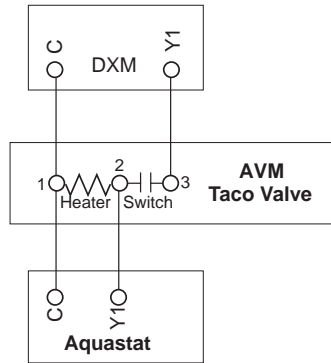 C
Y1
DXM
AVM
Taco Valve
1
2
3
Heater
Switch
C
Y1
Aquastat